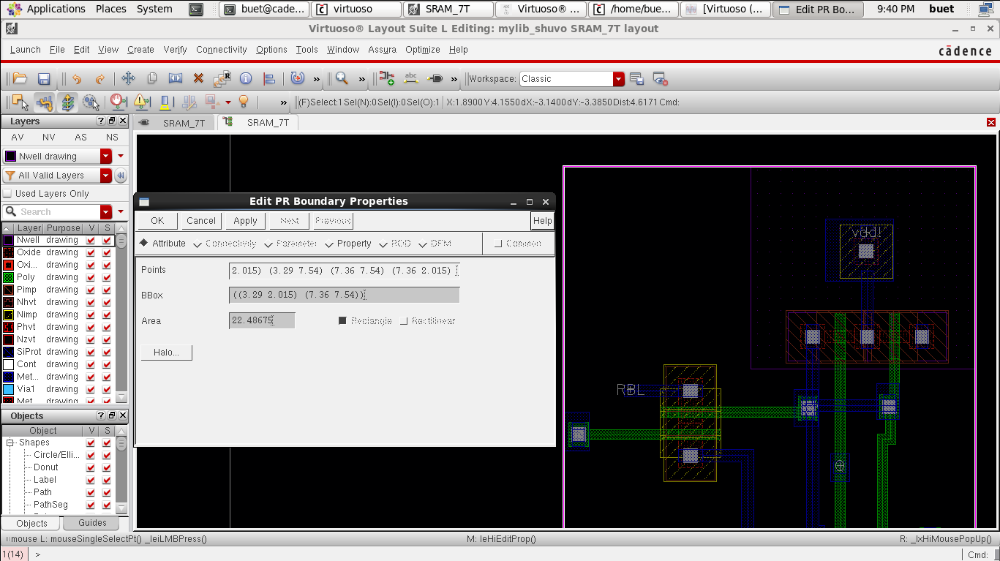 Applications Places System buet@cade... virtuoso SRAM_7T Virtuoso® ... /home/bue... [Virtuoso (... Edit PR Bo... 9:40 PM buet
Virtuoso® Layout Suite L Editing: mylib_shuvo SRAM_7T layout
Launch File Edit View Create Verify Connectivity Options Tools Window Assura Optimize Help
cādence
» » abc » Workspace: Classic
» (F)Select:1 Sel(N):0 Sel(I):0 Sel(O):1 X:1.8900 Y:4.1550 dX:-3.1400 dY:-3.3850 Dist:4.6171 Cmd:
Layers
SRAM_7T SRAM_7T
AV NV AS NS
Nwell drawing
All Valid Layers
Used Layers Only
Search
Layer Purpose V S
Nwell drawing
Oxide drawing
Oxi... drawing
Poly drawing
Pimp drawing
Nhvt drawing
Nimp drawing
Phvt drawing
Nzvt drawing
SiProt drawing
Cont drawing
Met... drawing
Via1 drawing
Met drawing
Objects
Object V S
Shapes
Circle/Elli...
Donut
Label
Path
PathSeg
Objects Guides
Edit PR Boundary Properties
OK Cancel Apply Next Previous Help
Attribute Connectivity Parameter Property ROD DFM Common
Points 2.015) (3.29 7.54) (7.36 7.54) (7.36 2.015)
BBox ((3.29 2.015) (7.36 7.54))
Area 22.48675 Rectangle Rectilinear
Halo...
vdd!
RBL
mouse L: mouseSingleSelectPt() _leiLMBPress() M: leHiEditProp() R: _lxHiMousePopUp()
1(14) > Cmd: